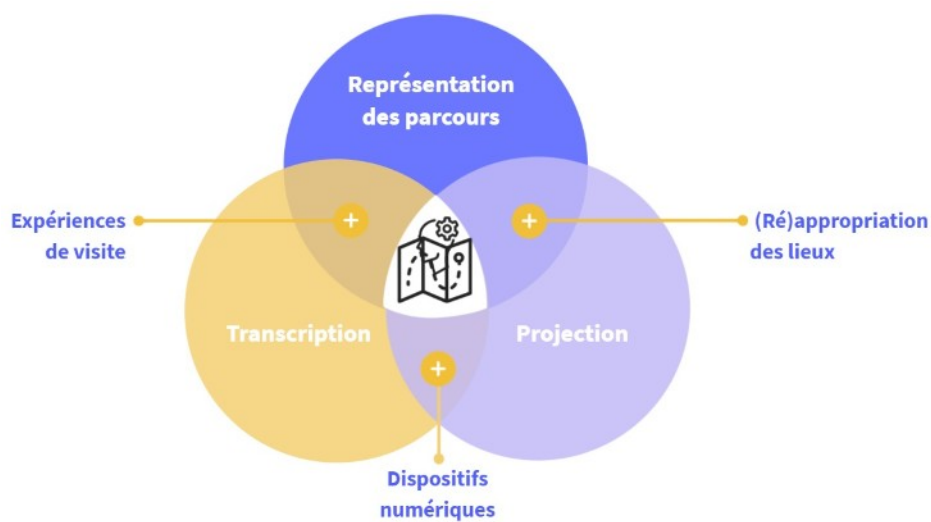 Représentation
des parcours
Expériences
de visite
(Ré)appropriation
des lieux
Transcription
Projection
Dispositifs
numériques